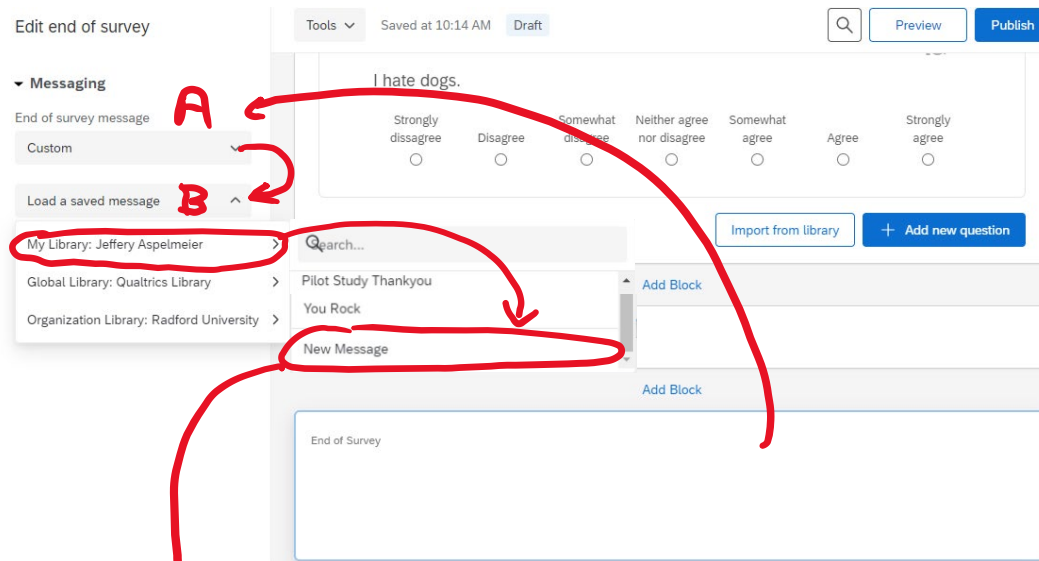 Edit end of survey
Tools
Saved at 10:14 AM
Draft
Preview
Publish
Messaging
End of survey message
A
Custom
Load a saved message
B
My Library: Jeffery Aspelmeier
Global Library: Qualtrics Library
Organization Library: Radford University
Search...
Pilot Study Thankyou
You Rock
New Message
I hate dogs.
Strongly dissagree
Disagree
Somewhat disagree
Neither agree nor disagree
Somewhat agree
Agree
Strongly agree
Import from library
+ Add new question
Add Block
Add Block
End of Survey